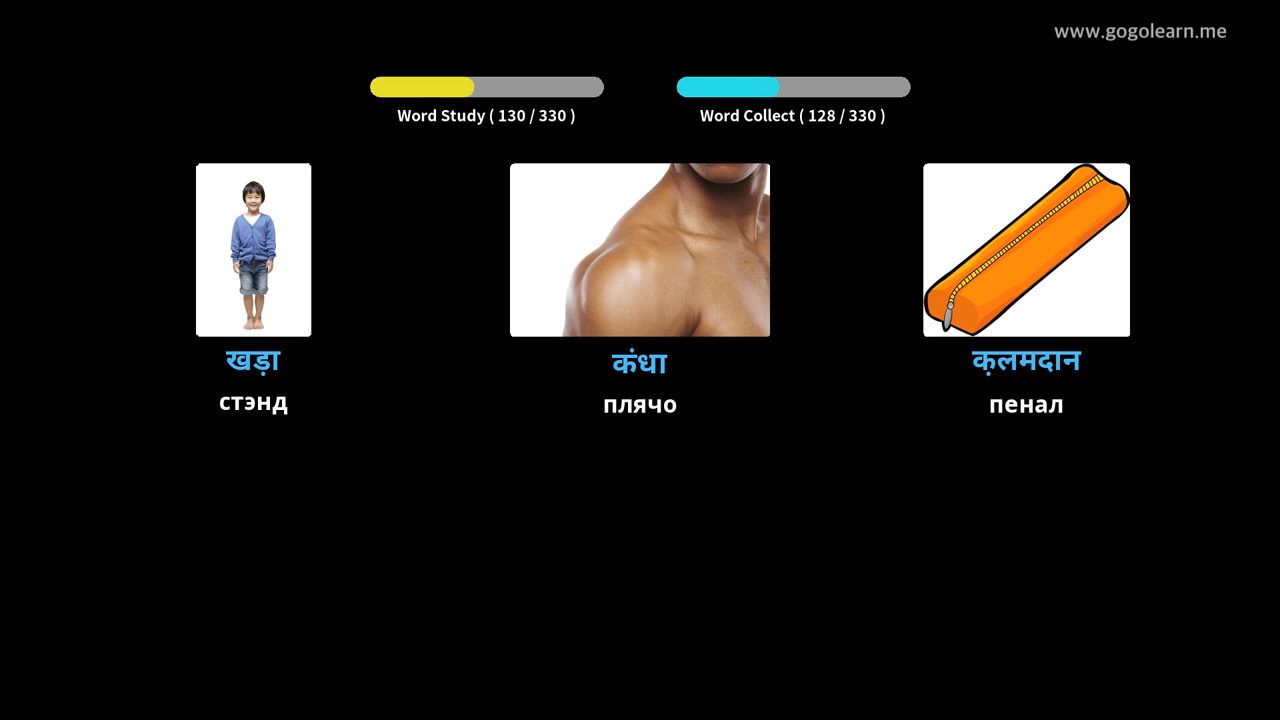 www.gogolearn.me
Word Study ( 130 / 330 )
Word Collect ( 128 / 330 )
खड़ा
कंधा
क़लमदान
стэнд
плячо
пенал